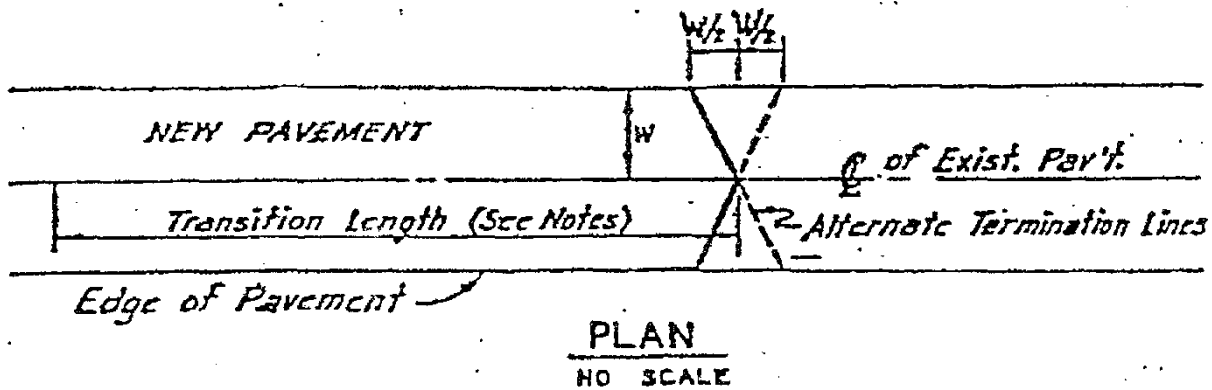 W/2 W/2
NEW PAVEMENT
W
℄ of Exist. Pav't.
Transition Length (See Notes)
Alternate Termination Lines
Edge of Pavement
PLAN
NO SCALE